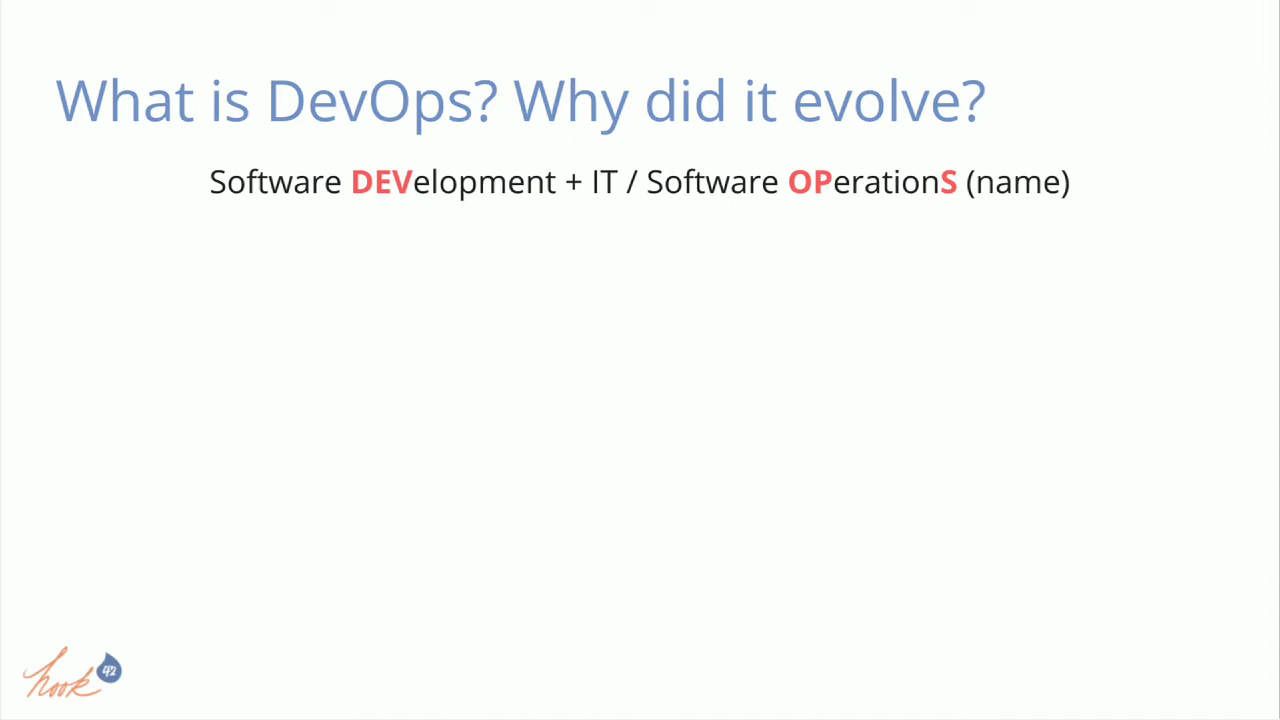 What is DevOps? Why did it evolve?
Software DEVelopment + IT / Software OPerationS (name)
hook 42